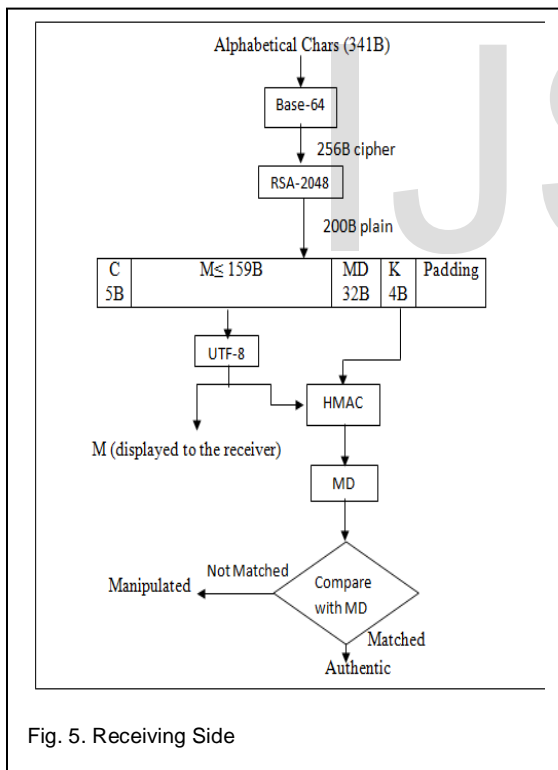 Alphabetical Chars (341B)
IJS
Base-64
256B cipher
RSA-2048
200B plain
C M≤ 159B MD K Padding
5B 32B 4B
UTF-8
HMAC
M (displayed to the receiver)
MD
Not Matched
Manipulated
Compare
with MD
Matched
Authentic
Fig. 5. Receiving Side